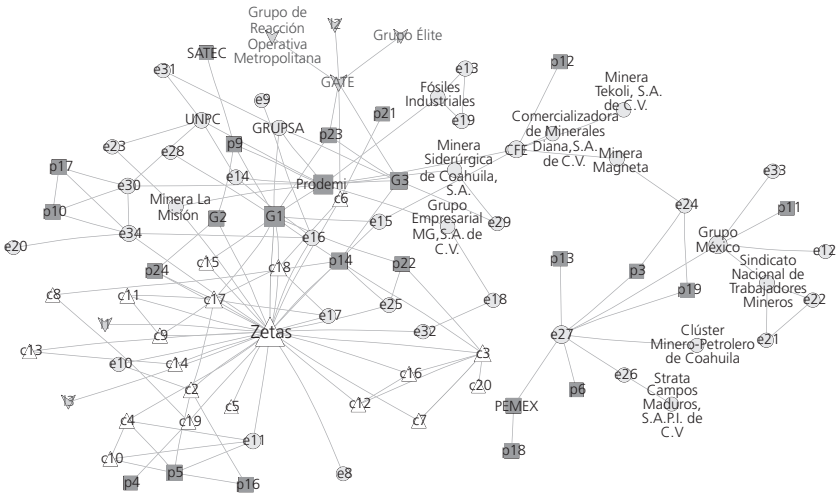 Grupo de
Reacción
Operativa
Metropolitana
l2
Grupo Élite
SATEC
e31
GATE
e13
Fósiles
Industriales
p12
Minera
Tekoli, S.A.
de C.V.
e9
p21
UNPC
GRUPSA
p23
e19
Comercializadora
de Minerales
Diana,S.A.
de C.V.
e23
e28
p9
CFE
Minera
Siderúrgica
de Coahuila,
S.A.
Minera
Magneta
p17
e30
e14
Prodemi
G3
c6
e33
p10
Minera La
Misión
G2
G1
e15
Grupo
Empresarial
MG,S.A. de
C.V.
e29
e24
p11
e20
e34
e16
Grupo
México
e12
p24
c15
c18
p14
p22
p13
p3
Sindicato
Nacional de
Trabajadores
Mineros
c8
c11
c17
e25
e18
p19
e22
l1
c9
Zetas
e17
e32
e27
Clúster
Minero-Petrolero
de Coahuila
e21
c13
e10
c14
c3
c16
c20
e26
Strata
Campos
Maduros,
S.A.P.I. de
C.V
l3
c2
c5
c12
PEMEX
p6
c4
c19
c7
e11
p18
c10
p4
p5
p16
e8